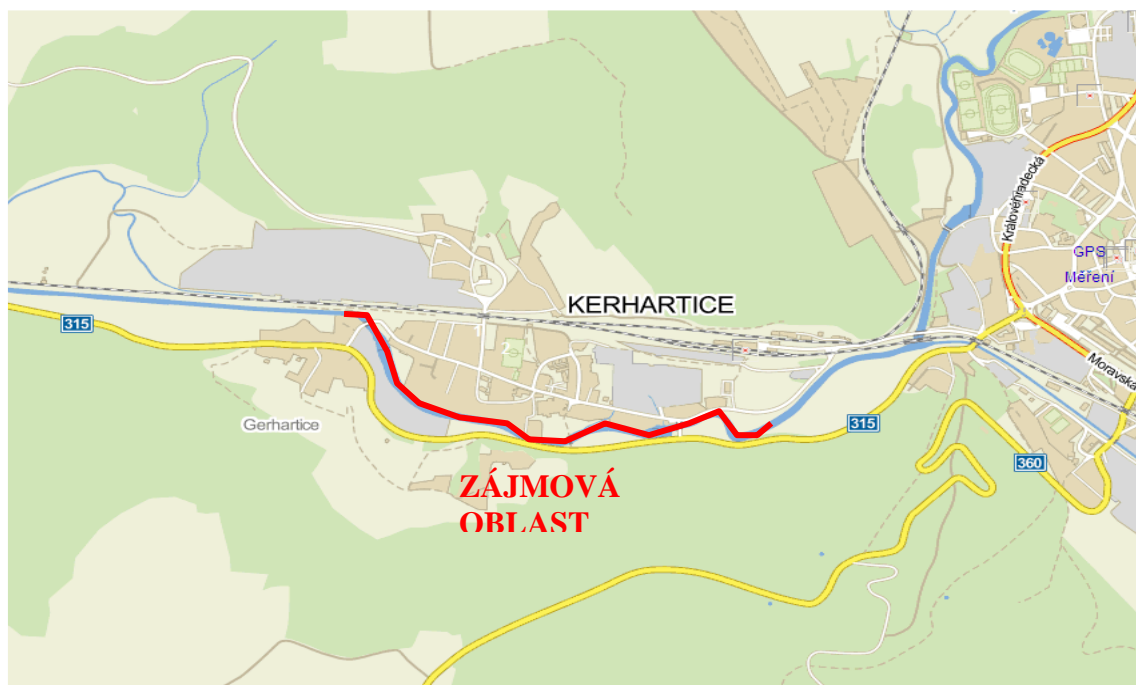 Královéhradecká
GPS
Měření
KERHARTICE
315
Moravská
Gerhartice
315
360
ZÁJMOVÁ
OBLAST